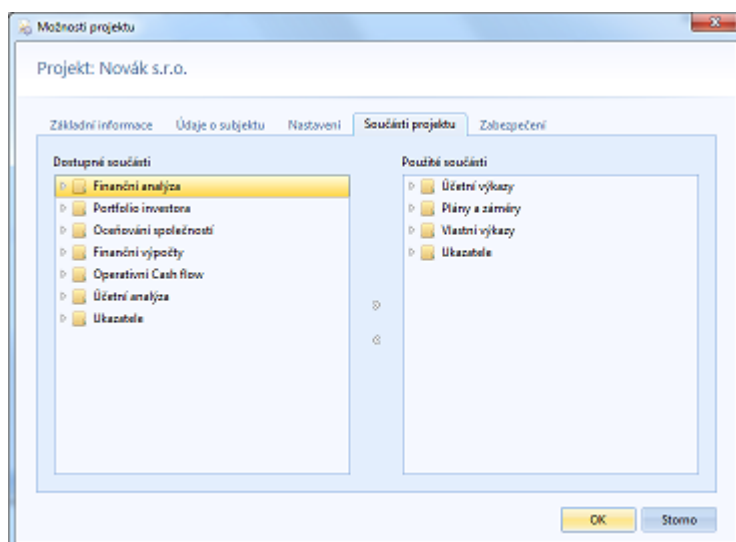 Možnosti projektu
Projekt: Novák s.r.o.
Základní informace
Údaje o subjektu
Nastavení
Součásti projektu
Zabezpečení
Dostupné součásti
Finanční analýza
Portfolio investora
Oceňování společností
Finanční výpočty
Operativní Cash flow
Účetní analýza
Ukazatele
Použité součásti
Účetní výkazy
Plány a záměry
Vlastní výkazy
Ukazatele
OK
Storno